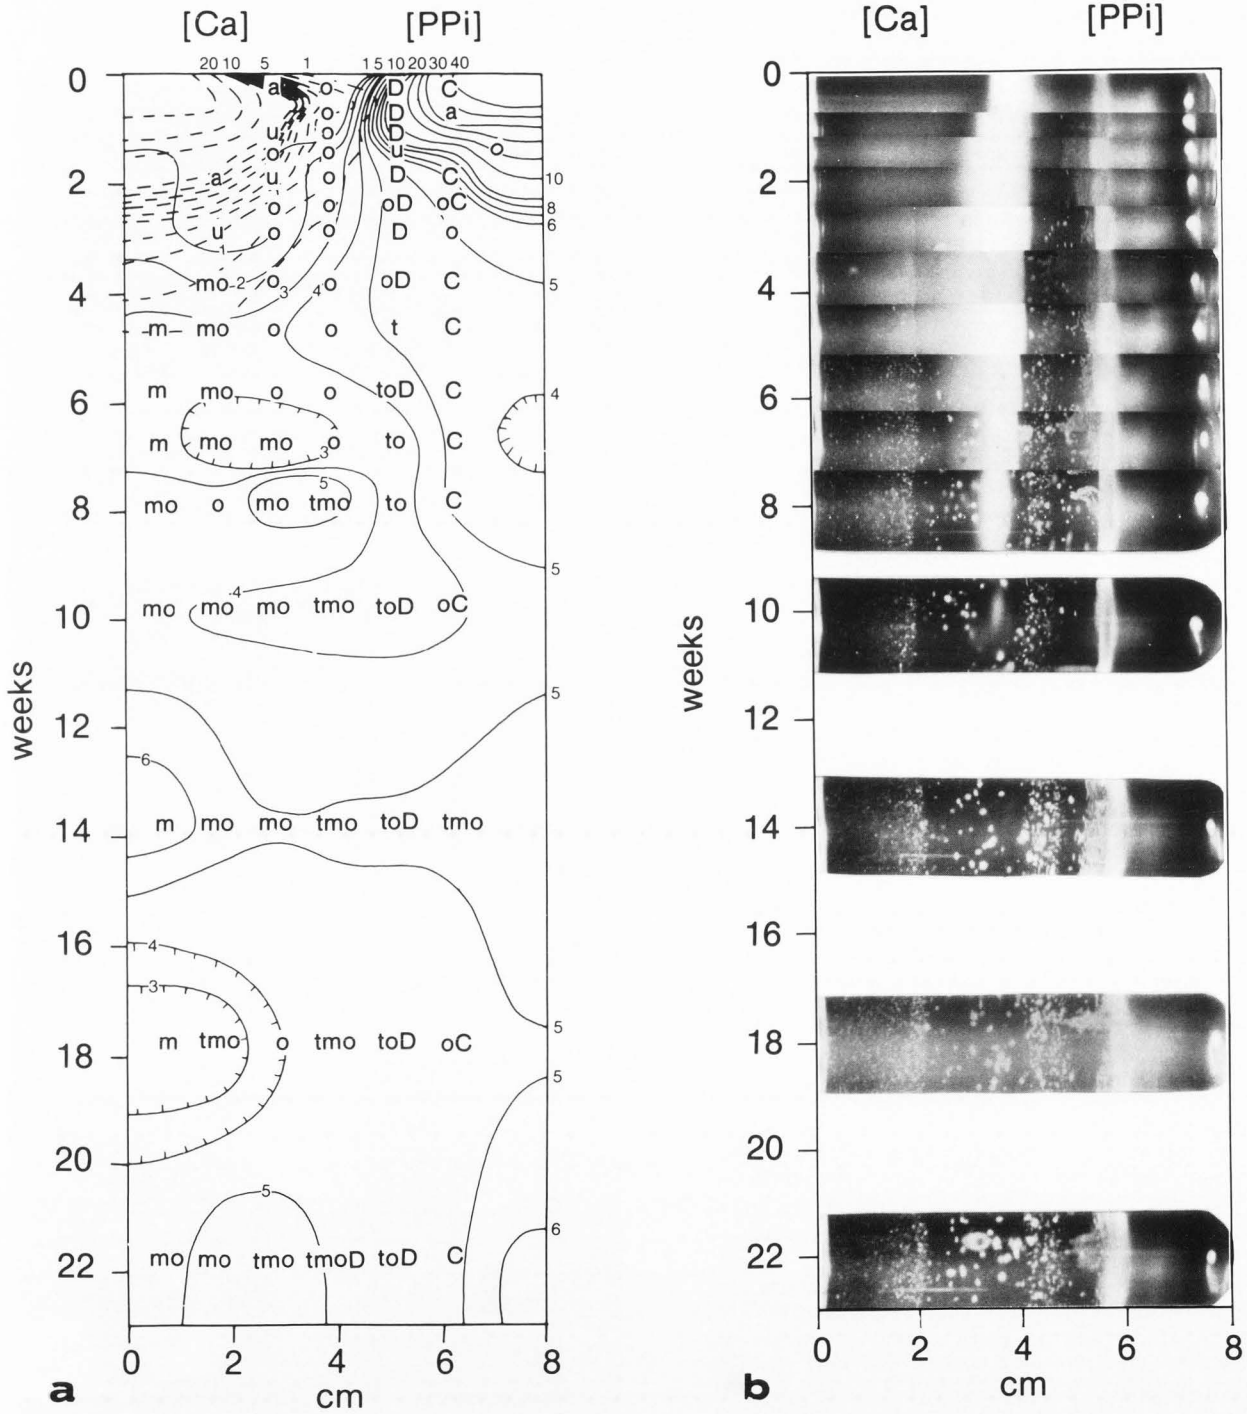 [Ca] [PPi]
20 10 5 1 1 5 10 20 30 40
0 a o D C
o D a
u o D
o o u o
2 a u o D C 10
o o oD oC 8
u o o D o 6
1
mo 2 o 3 4 o oD C 5
4
m mo o o t C
m mo o o toD C 4
6
m mo mo o to C
3
5
8 mo o mo tmo to C
5
4
10 mo mo mo tmo toD oC
5
12
6
14 m mo mo tmo toD tmo
16 4
3
5
18 m tmo o tmo toD oC
5
20
5
6
22 mo mo tmo tmoD toD C
weeks
0 2 4 6 8
cm
a
[Ca] [PPi]
0
2
4
6
8
10
12
14
16
18
20
22
weeks
0 2 4 6 8
cm
b